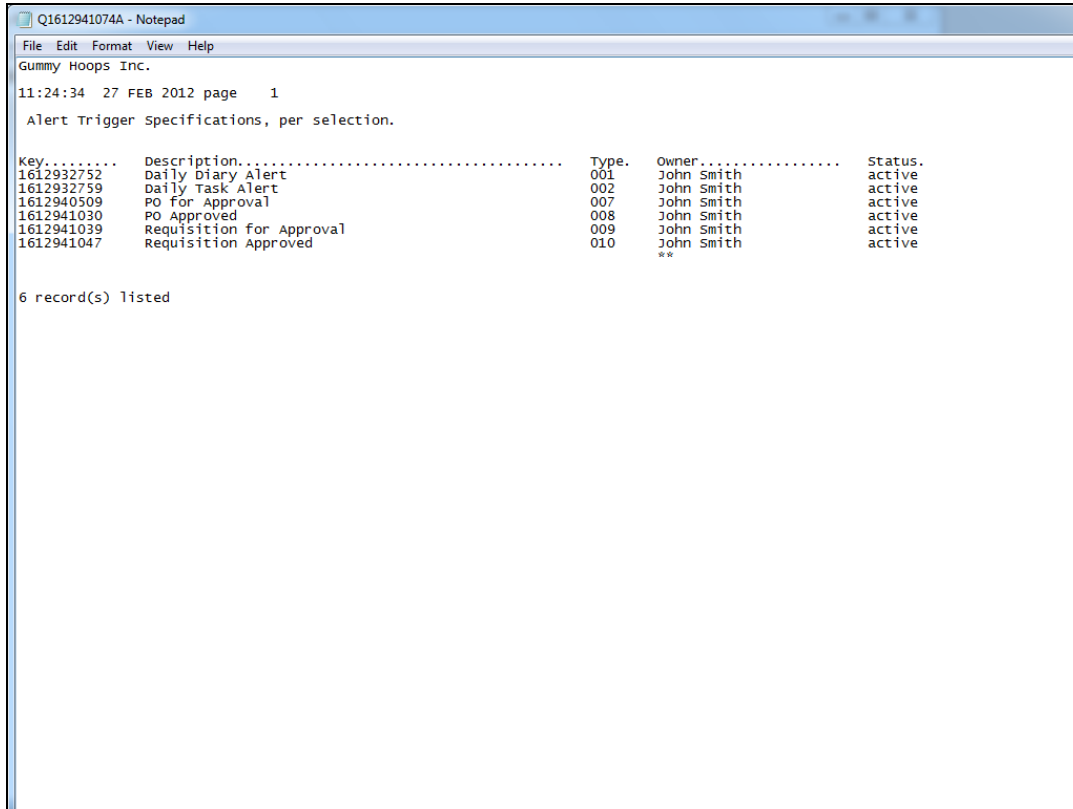 Q1612941074A - Notepad
File Edit Format View Help
Gummy Hoops Inc.
11:24:34  27 FEB 2012 page    1
Alert Trigger Specifications, per selection.
Key.........   Description.......................................   Type.   Owner.................   Status.
1612932752   Daily Diary Alert   001   John Smith   active
1612932759   Daily Task Alert   002   John Smith   active
1612940509   PO for Approval   007   John Smith   active
1612941030   PO Approved   008   John Smith   active
1612941039   Requisition for Approval   009   John Smith   active
1612941047   Requisition Approved   010   John Smith   active
**
6 record(s) listed